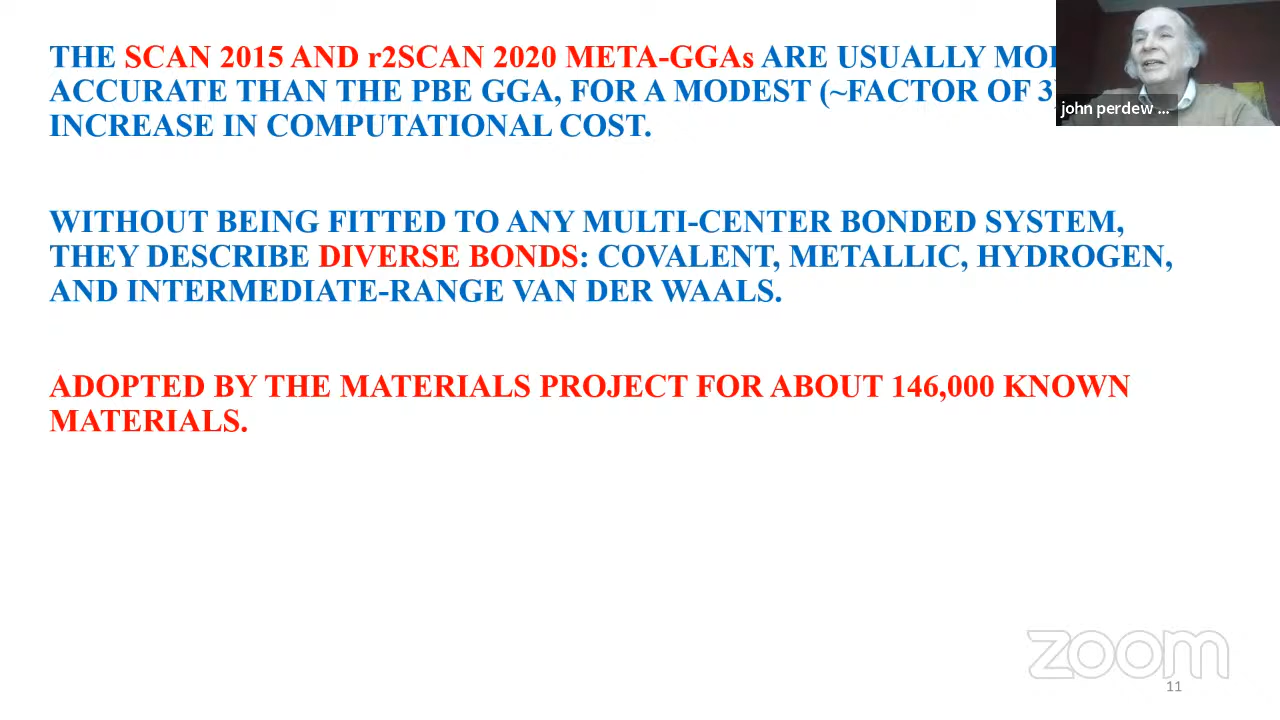 THE SCAN 2015 AND r2SCAN 2020 META-GGAs ARE USUALLY
ACCURATE THAN THE PBE GGA, FOR A MODEST (~FACTOR OF 3
INCREASE IN COMPUTATIONAL COST.
WITHOUT BEING FITTED TO ANY MULTI-CENTER BONDED SYSTEM,
THEY DESCRIBE DIVERSE BONDS: COVALENT, METALLIC, HYDROGEN,
AND INTERMEDIATE-RANGE VAN DER WAALS.
ADOPTED BY THE MATERIALS PROJECT FOR ABOUT 146,000 KNOWN
MATERIALS.
john perdew ...
zoom
11